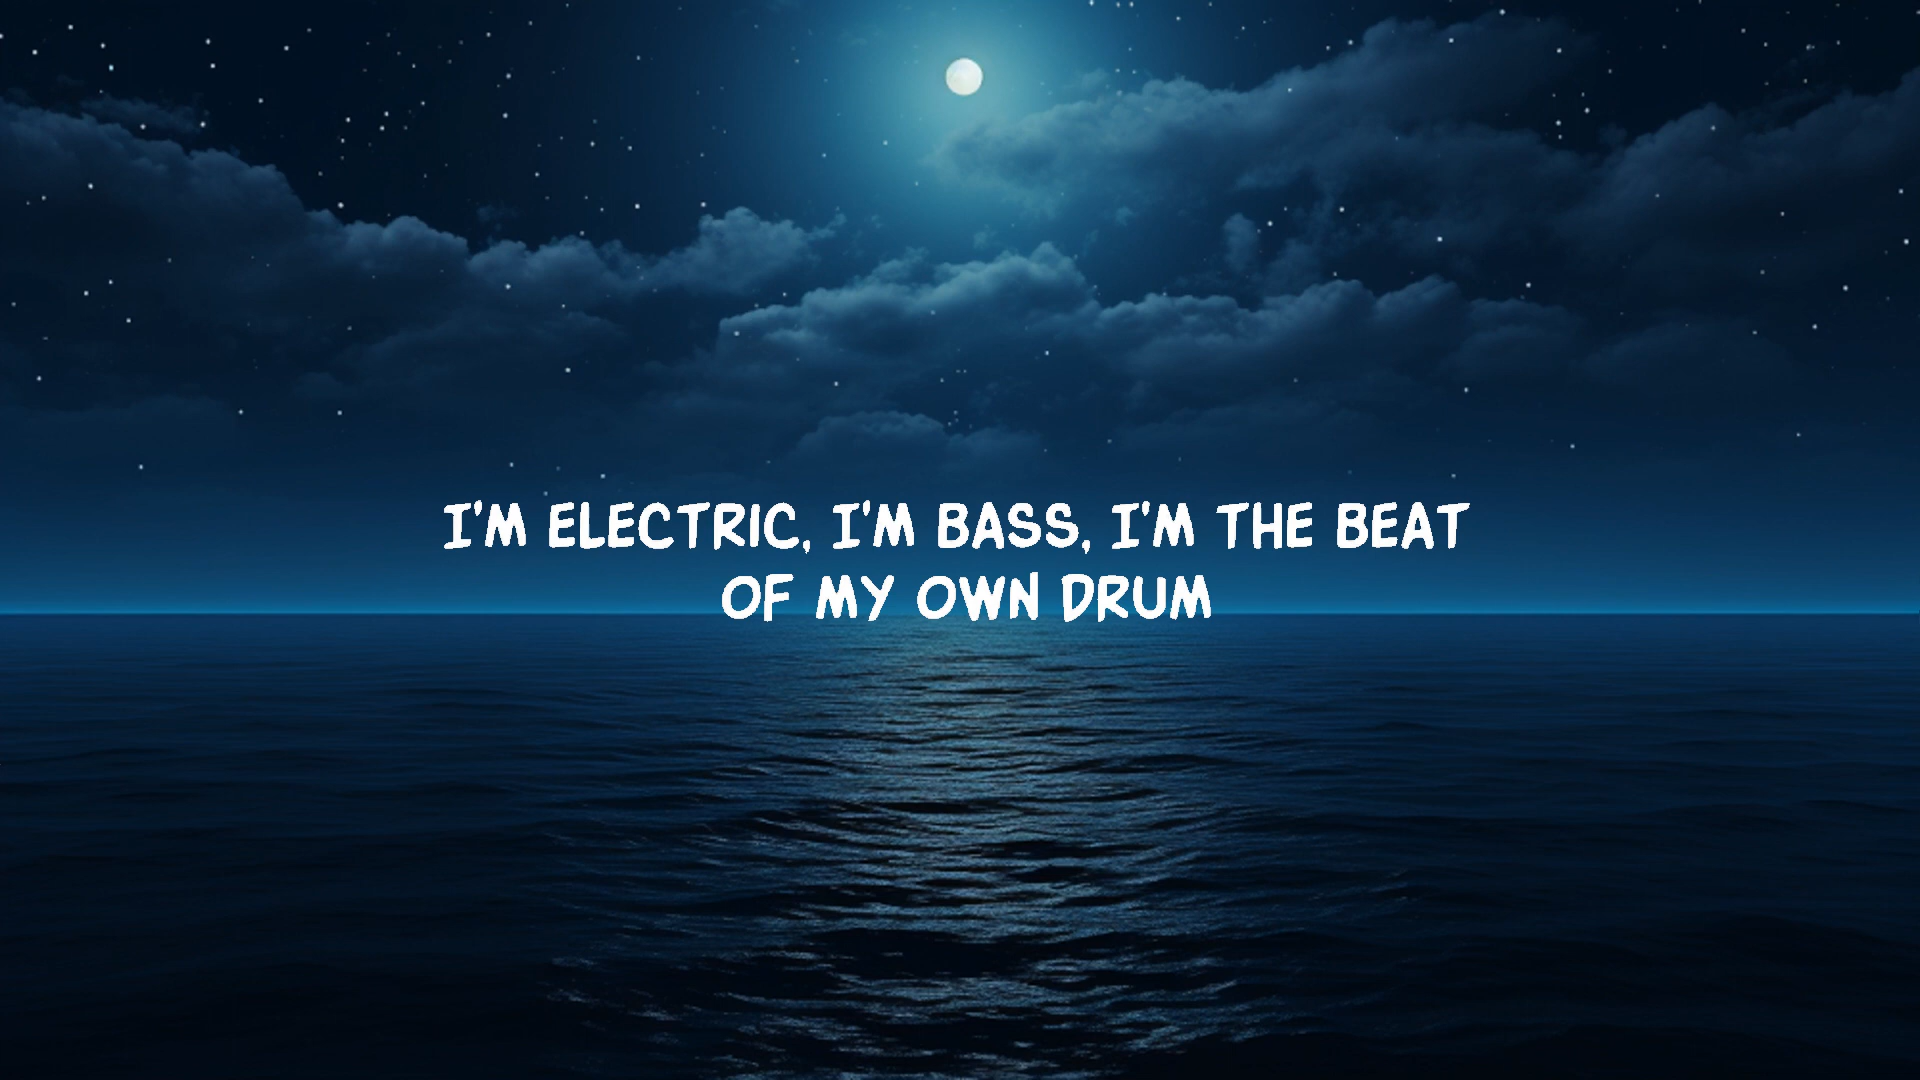 I'M ELECTRIC, I'M BASS, I'M THE BEAT
OF MY OWN DRUM